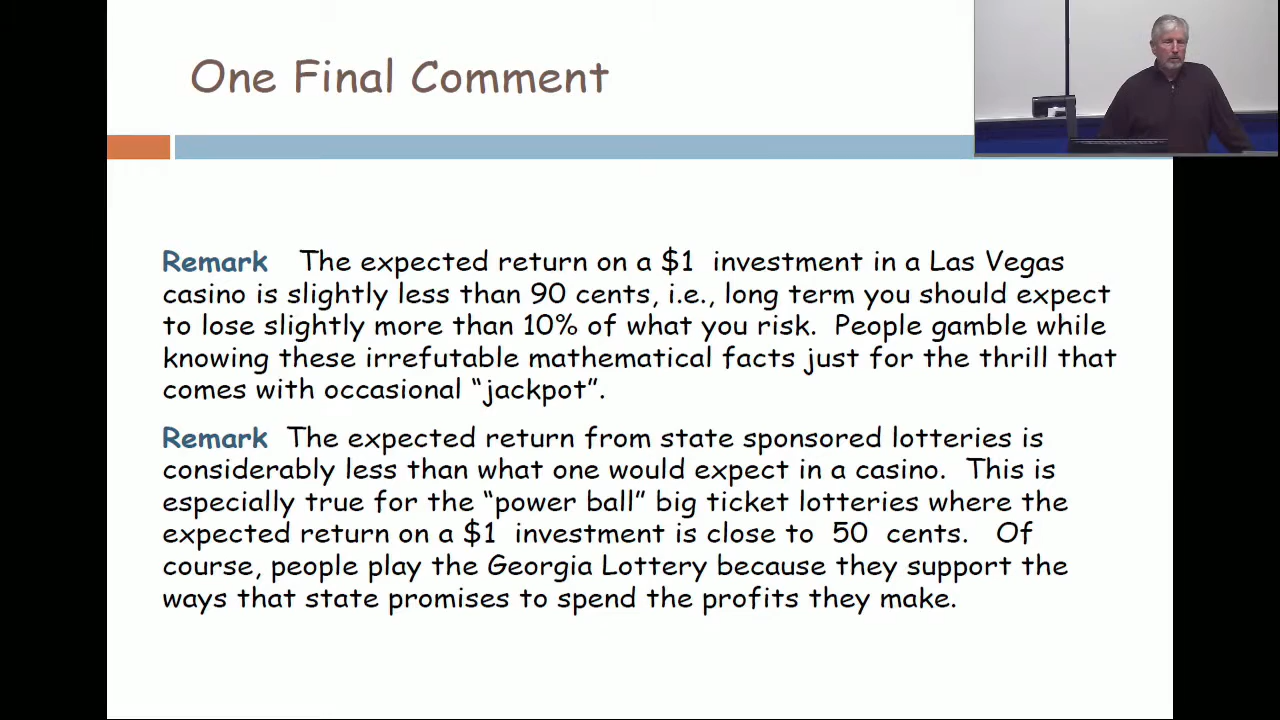 One Final Comment
Remark The expected return on a $1 investment in a Las Vegas
casino is slightly less than 90 cents, i.e., long term you should expect
to lose slightly more than 10% of what you risk. People gamble while
knowing these irrefutable mathematical facts just for the thrill that
comes with occasional “jackpot”.
Remark The expected return from state sponsored lotteries is
considerably less than what one would expect in a casino. This is
especially true for the “power ball” big ticket lotteries where the
expected return on a $1 investment is close to 50 cents. Of
course, people play the Georgia Lottery because they support the
ways that state promises to spend the profits they make.